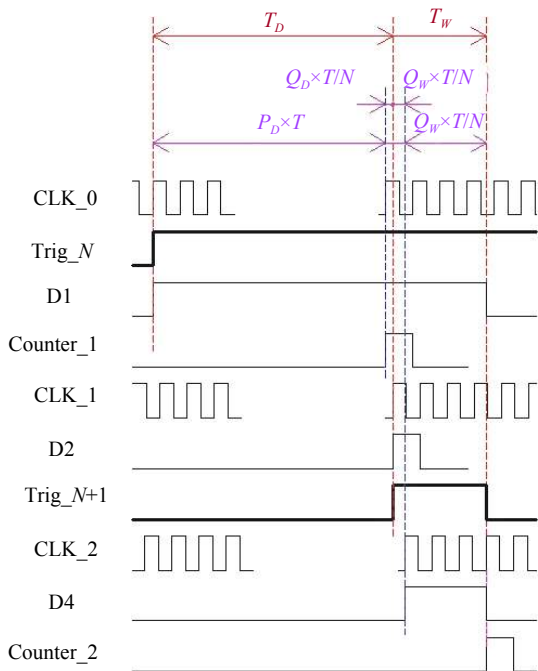 T_D T_W
Q_D×T/N Q_W×T/N
P_D×T Q_W×T/N
CLK_0
Trig_N
D1
Counter_1
CLK_1
D2
Trig_N+1
CLK_2
D4
Counter_2